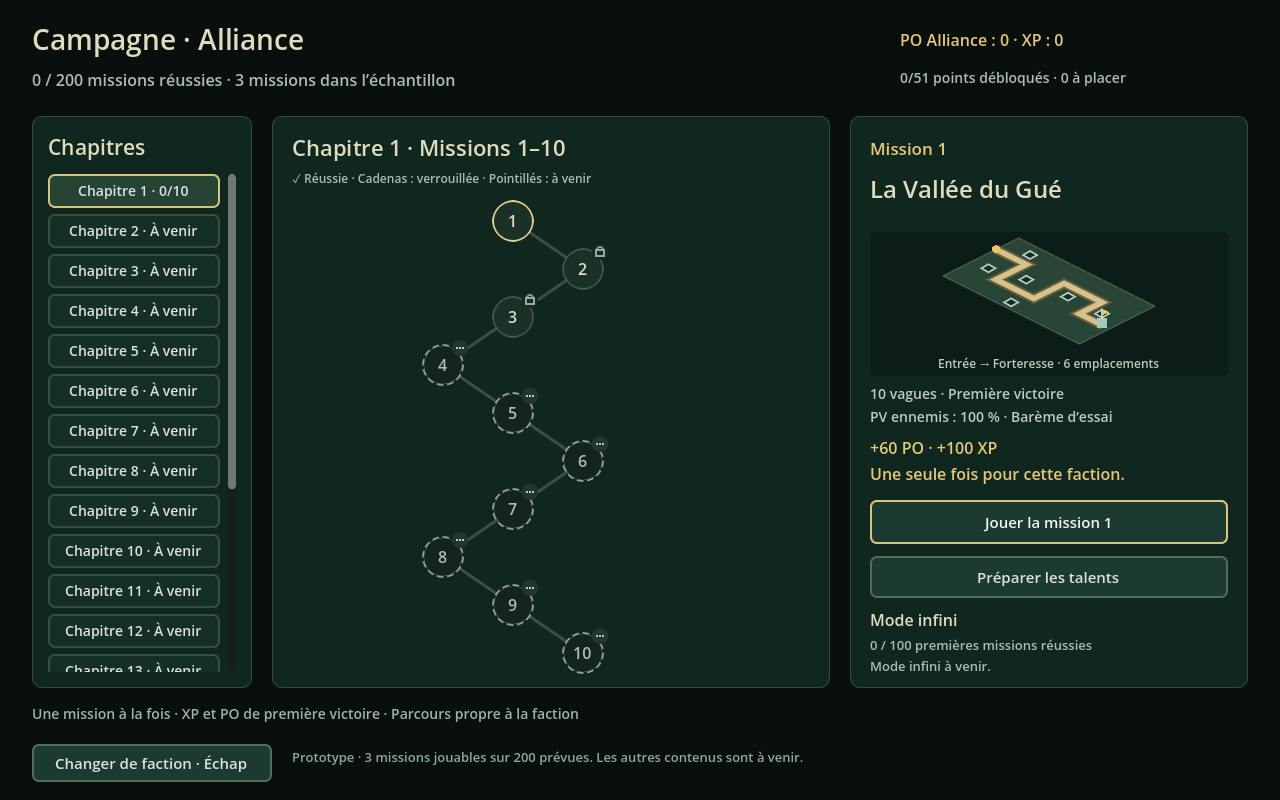 Campagne · Alliance
0 / 200 missions réussies · 3 missions dans l’échantillon
PO Alliance : 0 · XP : 0
0/51 points débloqués · 0 à placer
Chapitres
Chapitre 1 · 0/10
Chapitre 2 · À venir
Chapitre 3 · À venir
Chapitre 4 · À venir
Chapitre 5 · À venir
Chapitre 6 · À venir
Chapitre 7 · À venir
Chapitre 8 · À venir
Chapitre 9 · À venir
Chapitre 10 · À venir
Chapitre 11 · À venir
Chapitre 12 · À venir
Chapitre 13 · À venir
Chapitre 1 · Missions 1–10
✓ Réussie · Cadenas : verrouillée · Pointillés : à venir
1
2
3
4
5
6
7
8
9
10
Mission 1
La Vallée du Gué
Entrée → Forteresse · 6 emplacements
10 vagues · Première victoire
PV ennemis : 100 % · Barème d’essai
+60 PO · +100 XP
Une seule fois pour cette faction.
Jouer la mission 1
Préparer les talents
Mode infini
0 / 100 premières missions réussies
Mode infini à venir.
Une mission à la fois · XP et PO de première victoire · Parcours propre à la faction
Changer de faction · Échap
Prototype · 3 missions jouables sur 200 prévues. Les autres contenus sont à venir.